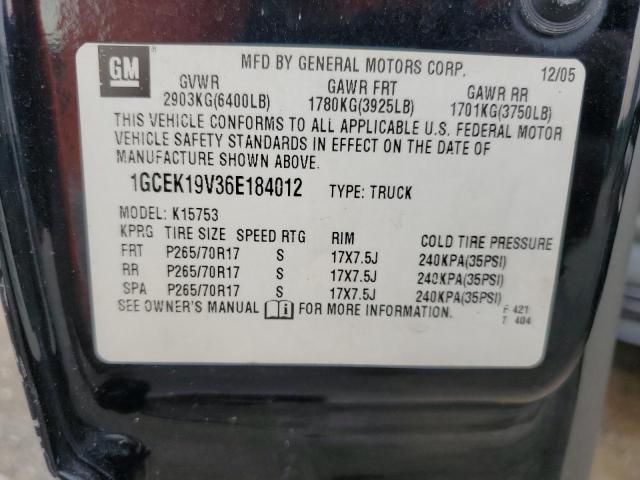 GM
MFD BY GENERAL MOTORS CORP. 12/05
GVWR GAWR FRT GAWR RR
2903KG(6400LB) 1780KG(3925LB) 1701KG(3750LB)
THIS VEHICLE CONFORMS TO ALL APPLICABLE U.S. FEDERAL MOTOR
VEHICLE SAFETY STANDARDS IN EFFECT ON THE DATE OF
MANUFACTURE SHOWN ABOVE.
1GCEK19V36E184012 TYPE: TRUCK
MODEL: K15753
KPRG TIRE SIZE SPEED RTG RIM COLD TIRE PRESSURE
FRT P265/70R17 S 17X7.5J 240KPA(35PSI)
RR P265/70R17 S 17X7.5J 240KPA(35PSI)
SPA P265/70R17 S 17X7.5J 240KPA(35PSI)
SEE OWNER'S MANUAL FOR MORE INFORMATION. F 421
T 404